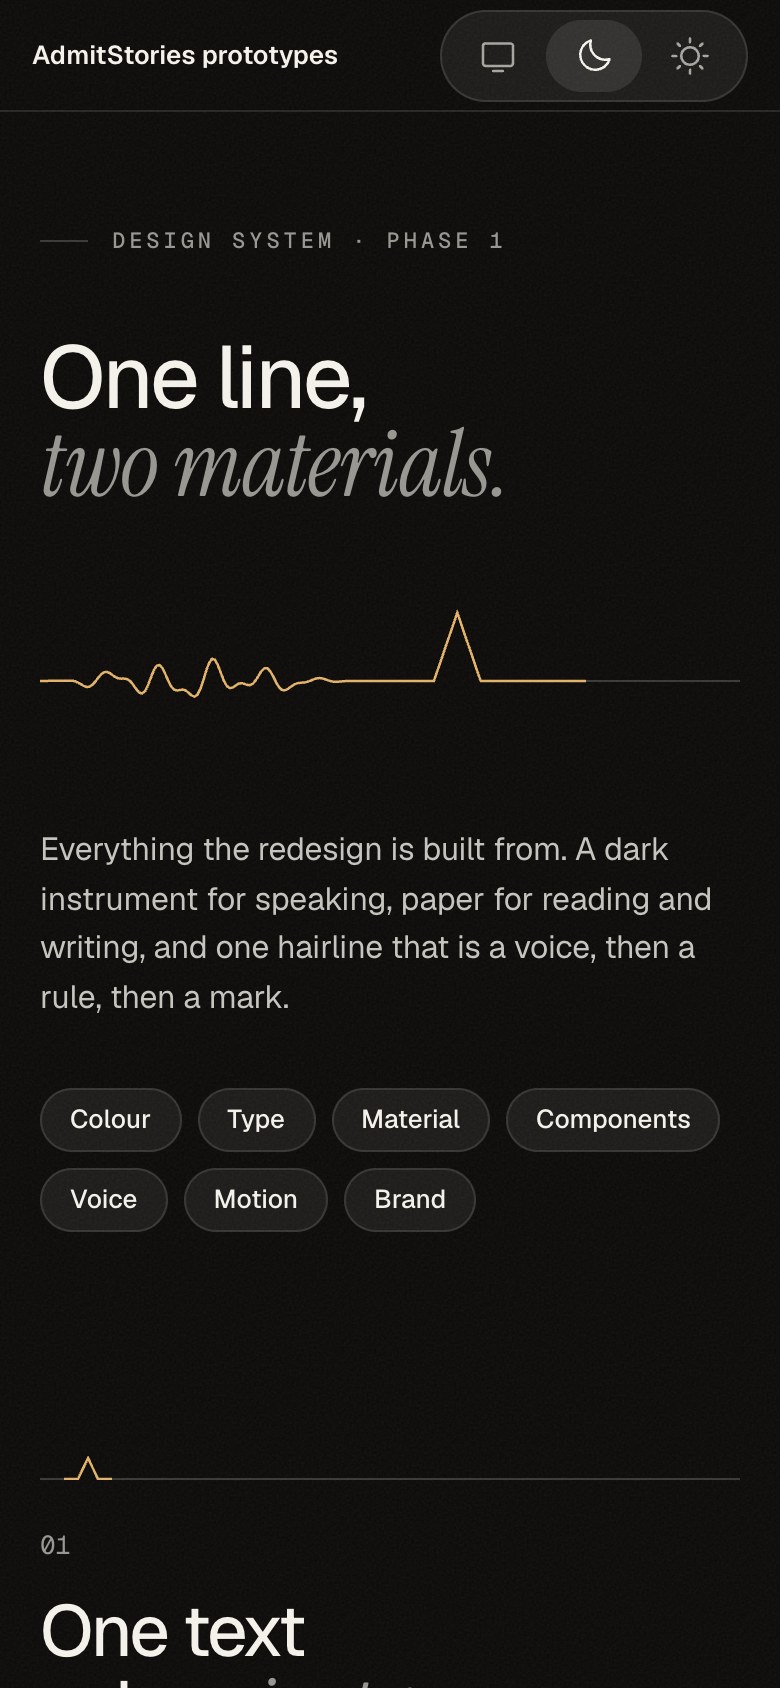 AdmitStories prototypes
DESIGN SYSTEM · PHASE 1
One line,
two materials.
Everything the redesign is built from. A dark
instrument for speaking, paper for reading and
writing, and one hairline that is a voice, then a
rule, then a mark.
Colour
Type
Material
Components
Voice
Motion
Brand
01
One text